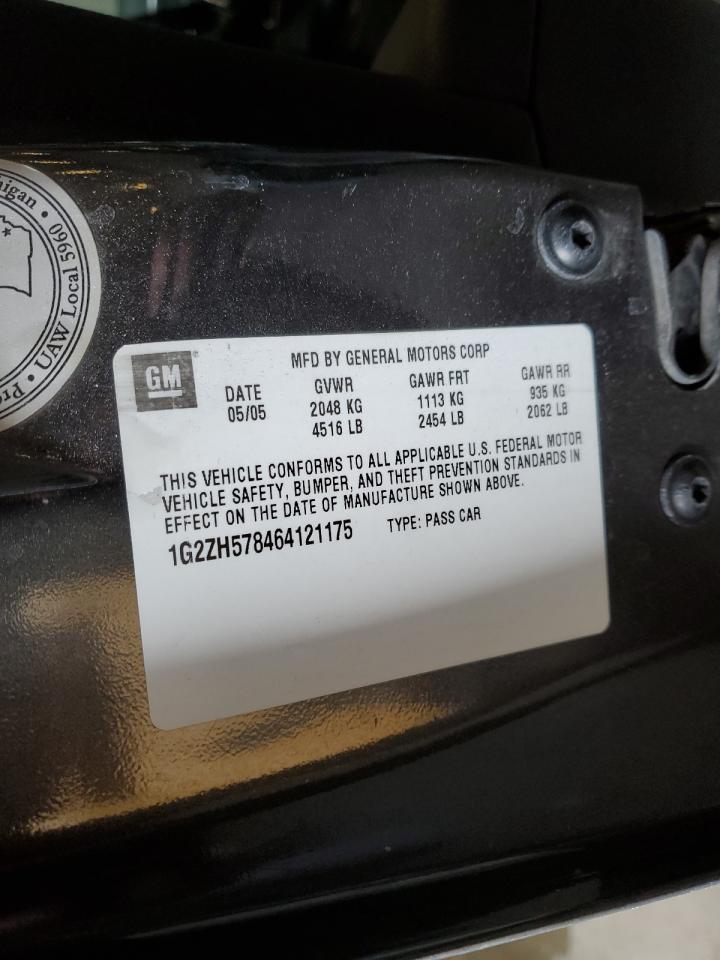 igan •
• UAW Local 5960
Pro
GM
MFD BY GENERAL MOTORS CORP
DATE GVWR GAWR FRT GAWR RR
05/05 2048 KG 1113 KG 935 KG
4516 LB 2454 LB 2062 LB
THIS VEHICLE CONFORMS TO ALL APPLICABLE U.S. FEDERAL MOTOR
VEHICLE SAFETY, BUMPER, AND THEFT PREVENTION STANDARDS IN
EFFECT ON THE DATE OF MANUFACTURE SHOWN ABOVE.
1G2ZH578464121175 TYPE: PASS CAR